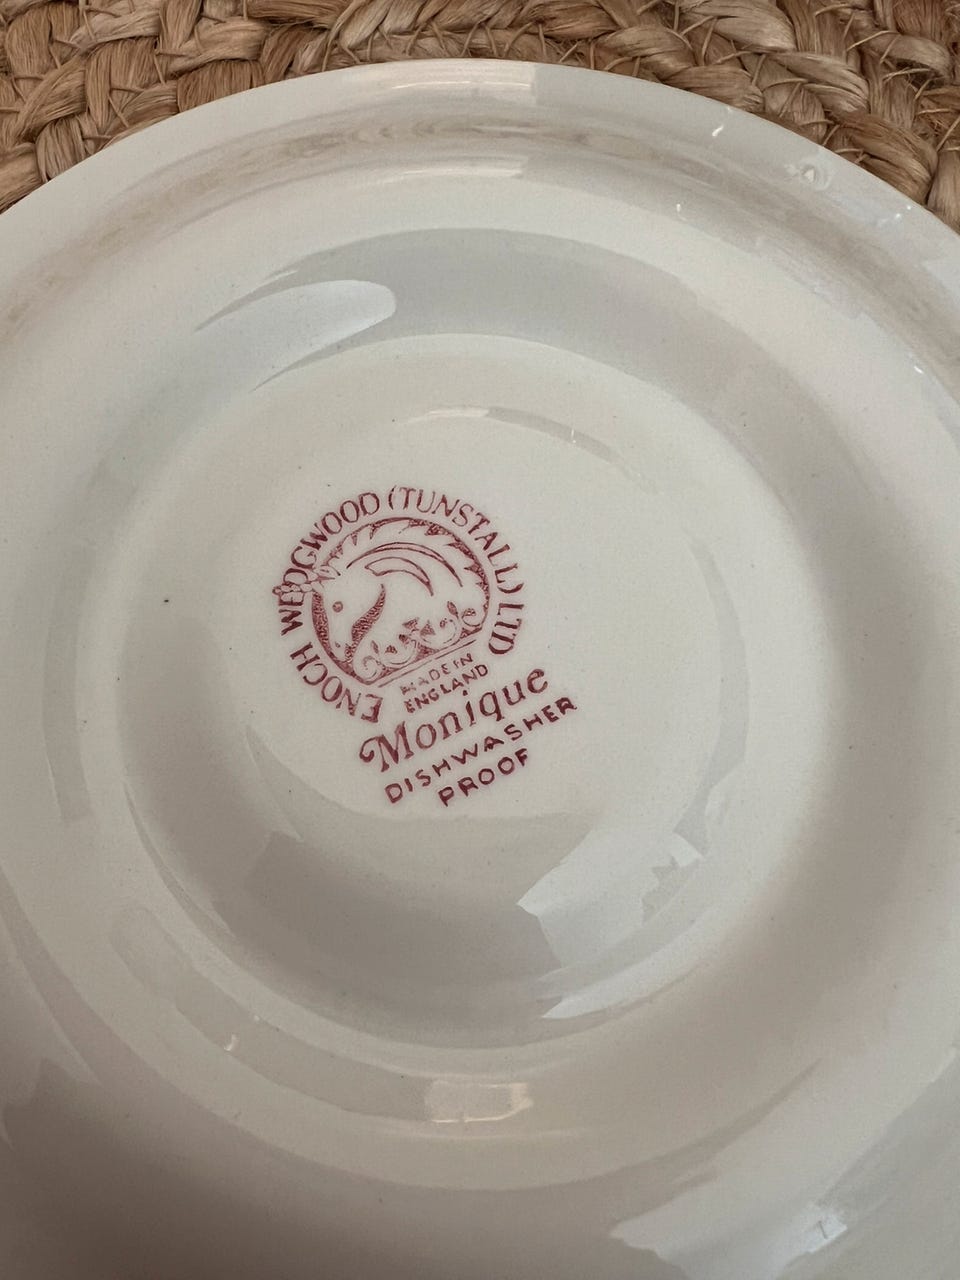 ENOCH WEDGWOOD (TUNSTALL) LTD
MADE IN
ENGLAND
Monique
DISHWASHER
PROOF